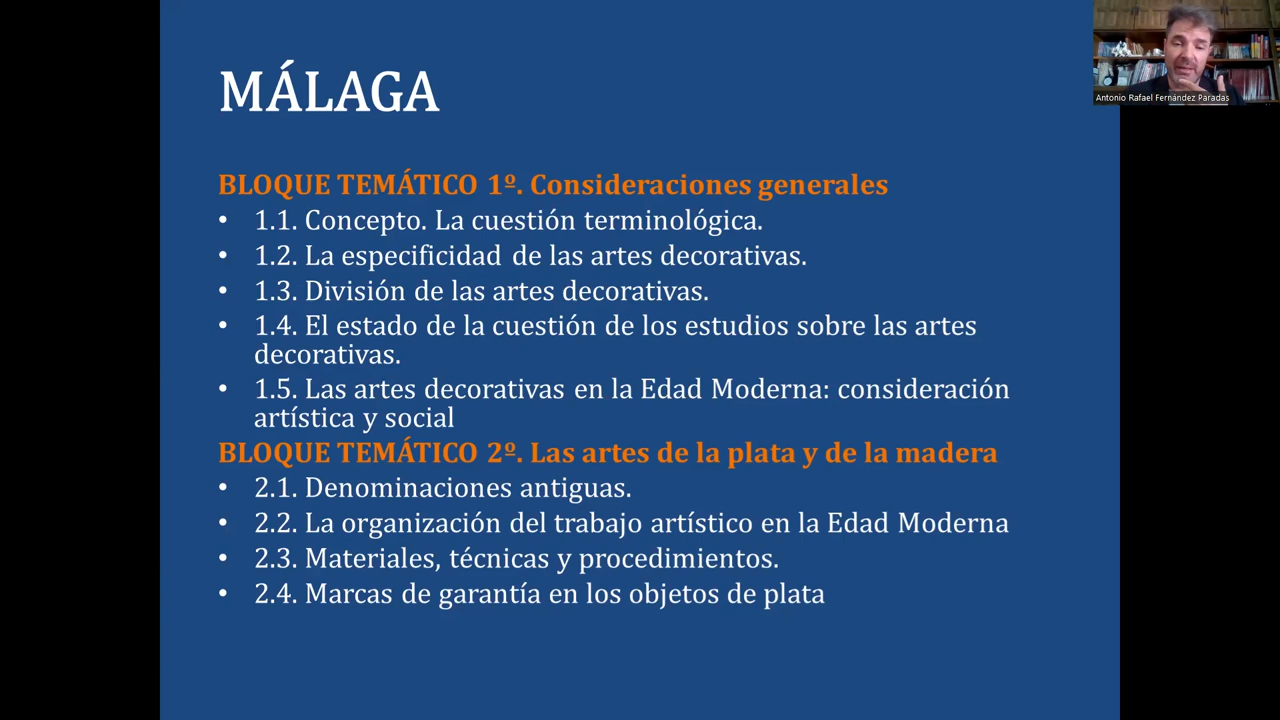 MÁLAGA
Antonio Rafael Fernández Paradas
BLOQUE TEMÁTICO 1º. Consideraciones generales
• 1.1. Concepto. La cuestión terminológica.
• 1.2. La especificidad de las artes decorativas.
• 1.3. División de las artes decorativas.
• 1.4. El estado de la cuestión de los estudios sobre las artes
decorativas.
• 1.5. Las artes decorativas en la Edad Moderna: consideración
artística y social
BLOQUE TEMÁTICO 2º. Las artes de la plata y de la madera
• 2.1. Denominaciones antiguas.
• 2.2. La organización del trabajo artístico en la Edad Moderna
• 2.3. Materiales, técnicas y procedimientos.
• 2.4. Marcas de garantía en los objetos de plata